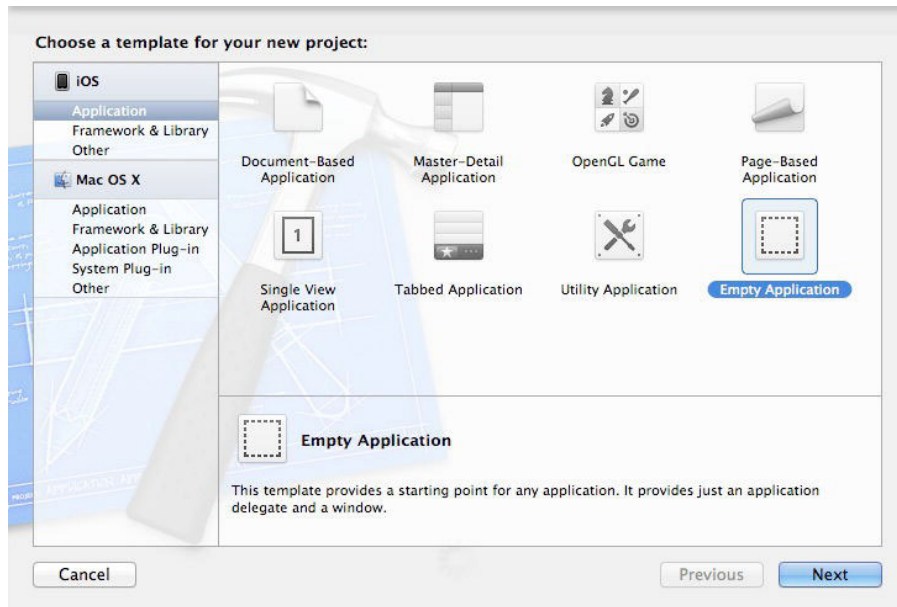 Choose a template for your new project:
iOS
Application
Framework & Library
Other
Mac OS X
Application
Framework & Library
Application Plug-in
System Plug-in
Other
Document-Based
Application
Master-Detail
Application
OpenGL Game
Page-Based
Application
1
Single View
Application
Tabbed Application
Utility Application
Empty Application
Empty Application
This template provides a starting point for any application. It provides just an application
delegate and a window.
Cancel
Previous
Next